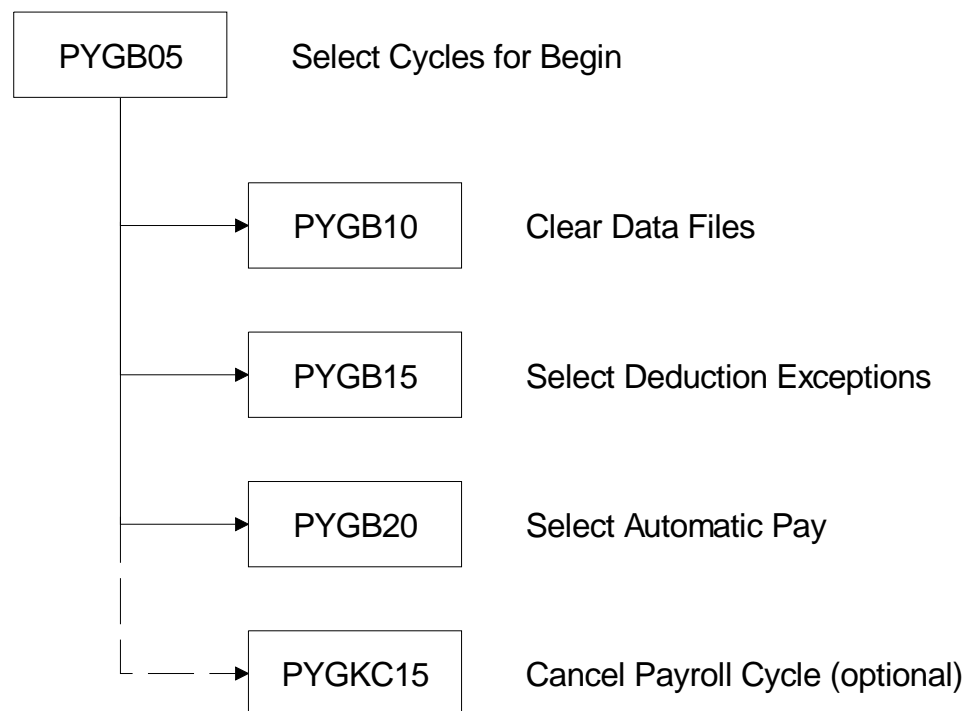 PYGB05 Select Cycles for Begin
PYGB10 Clear Data Files
PYGB15 Select Deduction Exceptions
PYGB20 Select Automatic Pay
PYGKC15 Cancel Payroll Cycle (optional)